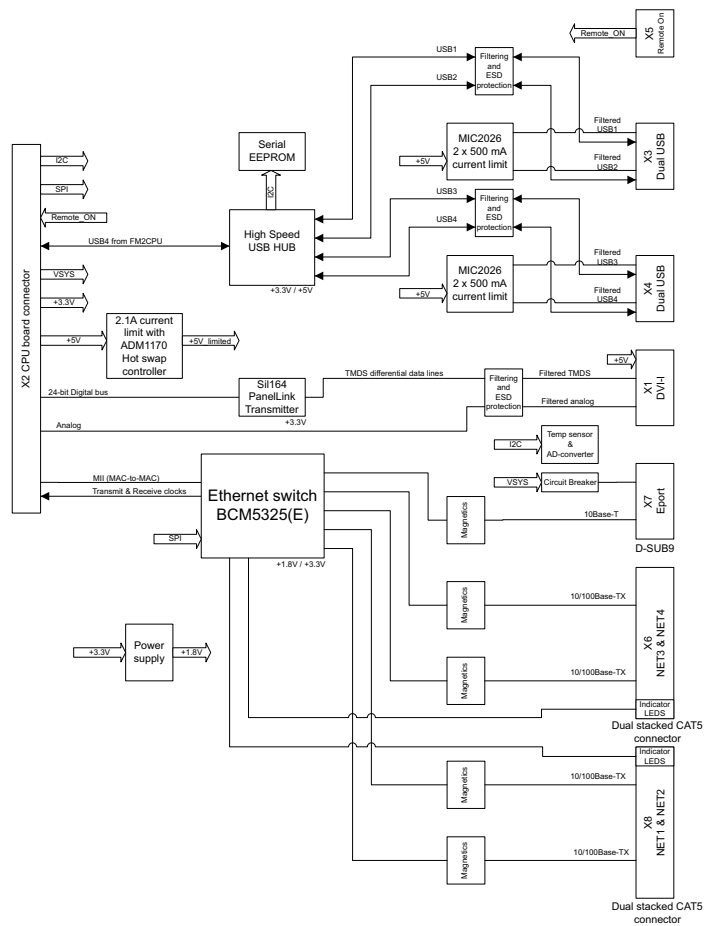 X5
Remote On
Remote_ON
USB1
USB2
Filtering
and
ESD
protection
Filtered
USB1
Filtered
USB2
X3
Dual USB
MIC2026
2 x 500 mA
current limit
+5V
Serial
EEPROM
I2C
High Speed
USB HUB
+3.3V / +5V
USB3
USB4
Filtering
and
ESD
protection
MIC2026
2 x 500 mA
current limit
+5V
Filtered
USB3
Filtered
USB4
X4
Dual USB
X2 CPU board connector
I2C
SPI
Remote_ON
USB4 from FM2CPU
VSYS
+3.3V
+5V
2.1A current
limit with
ADM1170
Hot swap
controller
+5V_limited
24-bit Digital bus
SiI164
PanelLink
Transmitter
+3.3V
TMDS differential data lines
Filtering
and
ESD
protection
Filtered TMDS
Filtered analog
+5V
X1
DVI-I
Analog
I2C
Temp sensor
&
AD-converter
MII (MAC-to-MAC)
Transmit & Receive clocks
SPI
Ethernet switch
BCM5325(E)
+1.8V / +3.3V
VSYS
Circuit Breaker
X7
Eport
Magnetics
10Base-T
D-SUB9
Magnetics
10/100Base-TX
X6
NET3 & NET4
Magnetics
10/100Base-TX
Indicator
LEDS
Dual stacked CAT5
connector
+3.3V
Power
supply
+1.8V
Indicator
LEDS
Magnetics
10/100Base-TX
X8
NET1 & NET2
Magnetics
10/100Base-TX
Dual stacked CAT5
connector